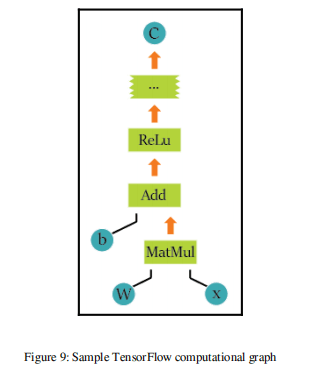 C
...
ReLu
Add
b
MatMul
W
x
Figure 9: Sample TensorFlow computational graph